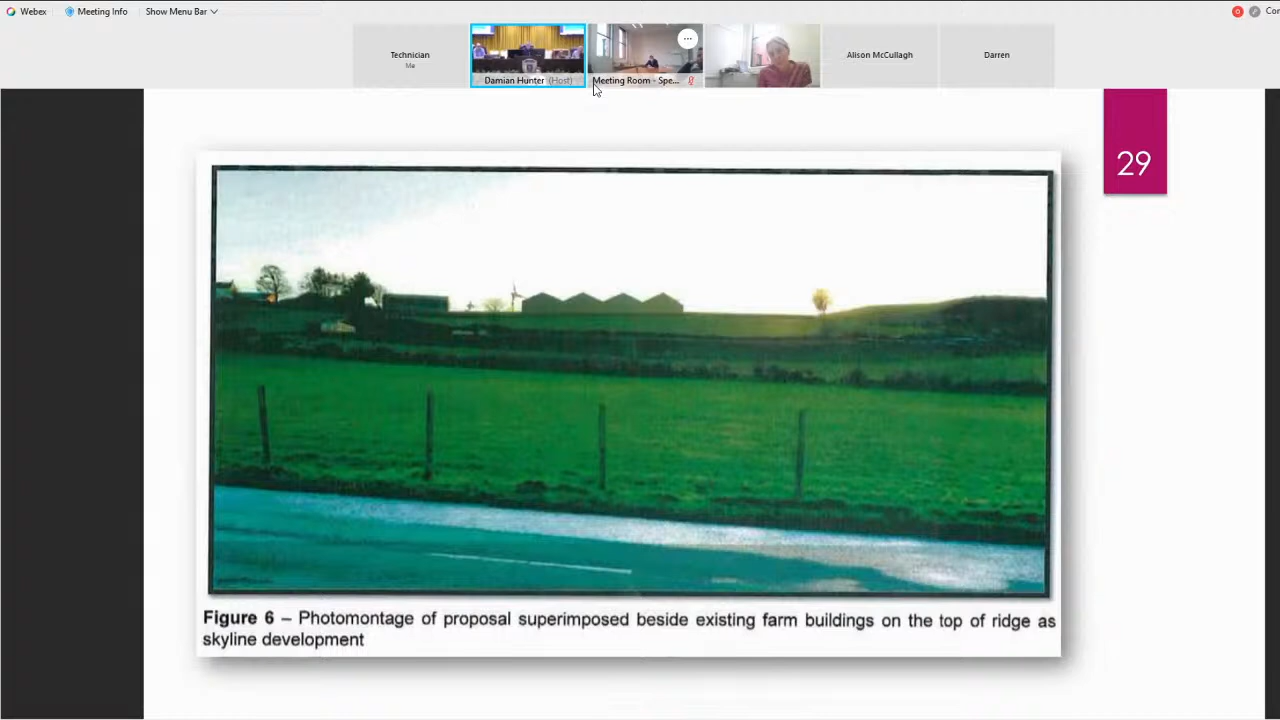 Webex
Meeting Info
Show Menu Bar
Technician
Me
Damian Hunter (Host)
Meeting Room - Spe...
Alison McCullagh
Darren
29
Figure 6 – Photomontage of proposal superimposed beside existing farm buildings on the top of ridge as
skyline development